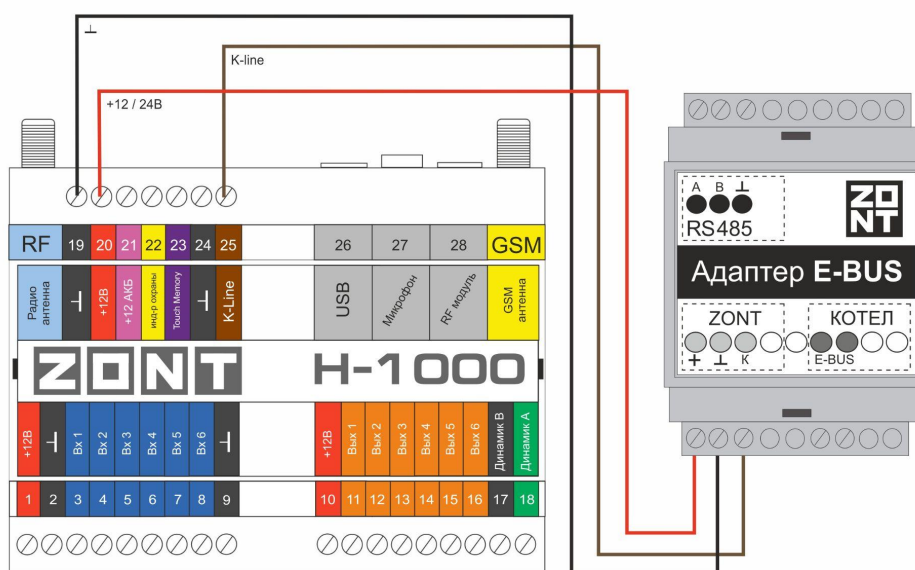 ⊥
K-line
+12 / 24В
RF 19 20 21 22 23 24 25 26 27 28 GSM
Радио антенна
⊥
+12В
+12 АКБ
инд-р охраны
Touch Memory
⊥
K-Line
USB
Микрофон
RF модуль
GSM антенна
ZONT H-1000
+12В
⊥
Вх 1
Вх 2
Вх 3
Вх 4
Вх 5
Вх 6
⊥
+12В
Вых 1
Вых 2
Вых 3
Вых 4
Вых 5
Вых 6
Динамик B
Динамик A
1 2 3 4 5 6 7 8 9 10 11 12 13 14 15 16 17 18
A B ⊥
RS485
ZONT
Адаптер E-BUS
ZONT КОТЕЛ
+ ⊥ К E-BUS